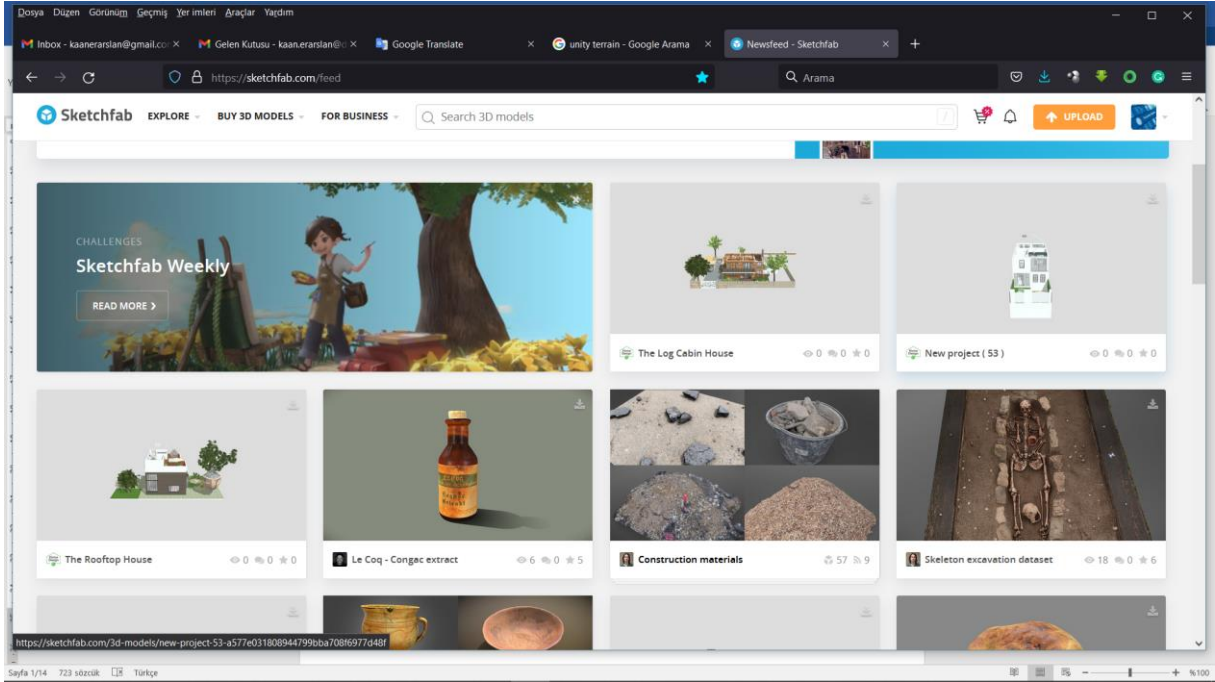 Dosya Düzen Görünüm Geçmiş Yer imleri Araçlar Yardım
Inbox - kaanerarslan@gmail.co
Gelen Kutusu - kaan.erarslan@
Google Translate
unity terrain - Google Arama
Newsfeed - Sketchfab
https://sketchfab.com/feed
Arama
Sketchfab
EXPLORE
BUY 3D MODELS
FOR BUSINESS
Search 3D models
/
UPLOAD
CHALLENGES
Sketchfab Weekly
READ MORE
The Log Cabin House 0 0 0
New project ( 53 ) 0 0 0
The Rooftop House 0 0 0
Le Coq - Congac extract 6 0 5
Construction materials 57 9
Skeleton excavation dataset 18 0 6
https://sketchfab.com/3d-models/new-project-53-a577e031808944799bba708f6977d48f
Sayfa 1/14 723 sözcük Türkçe
%100